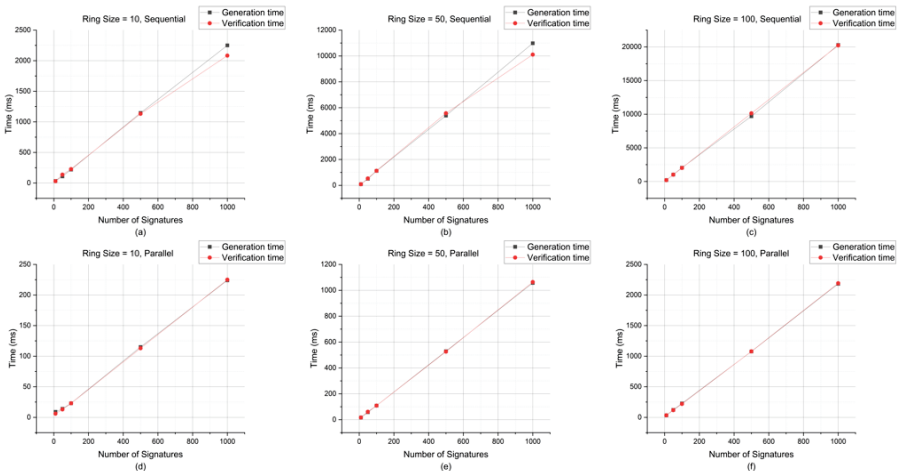 Ring Size = 10, Sequential
Generation time
Verification time
2500
2000
1500
1000
500
0
Time (ms)
0 200 400 600 800 1000
Number of Signatures
(a)
Ring Size = 50, Sequential
Generation time
Verification time
12000
10000
8000
6000
4000
2000
0
Time (ms)
0 200 400 600 800 1000
Number of Signatures
(b)
Ring Size = 100, Sequential
Generation time
Verification time
20000
15000
10000
5000
0
Time (ms)
0 200 400 600 800 1000
Number of Signatures
(c)
Ring Size = 10, Parallel
Generation time
Verification time
250
200
150
100
50
0
Time (ms)
0 200 400 600 800 1000
Number of Signatures
(d)
Ring Size = 50, Parallel
Generation time
Verification time
1200
1000
800
600
400
200
0
Time (ms)
0 200 400 600 800 1000
Number of Signatures
(e)
Ring Size = 100, Parallel
Generation time
Verification time
2500
2000
1500
1000
500
0
Time (ms)
0 200 400 600 800 1000
Number of Signatures
(f)